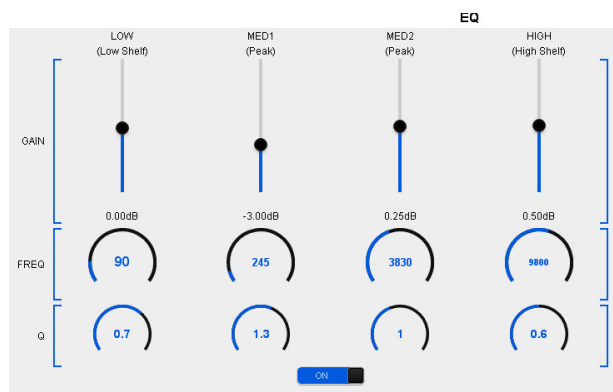 EQ
LOW MED1 MED2 HIGH
(Low Shelf) (Peak) (Peak) (High Shelf)
GAIN
0.00dB -3.00dB 0.25dB 0.50dB
FREQ 90 245 3830 9800
Q 0.7 1.3 1 0.6
ON